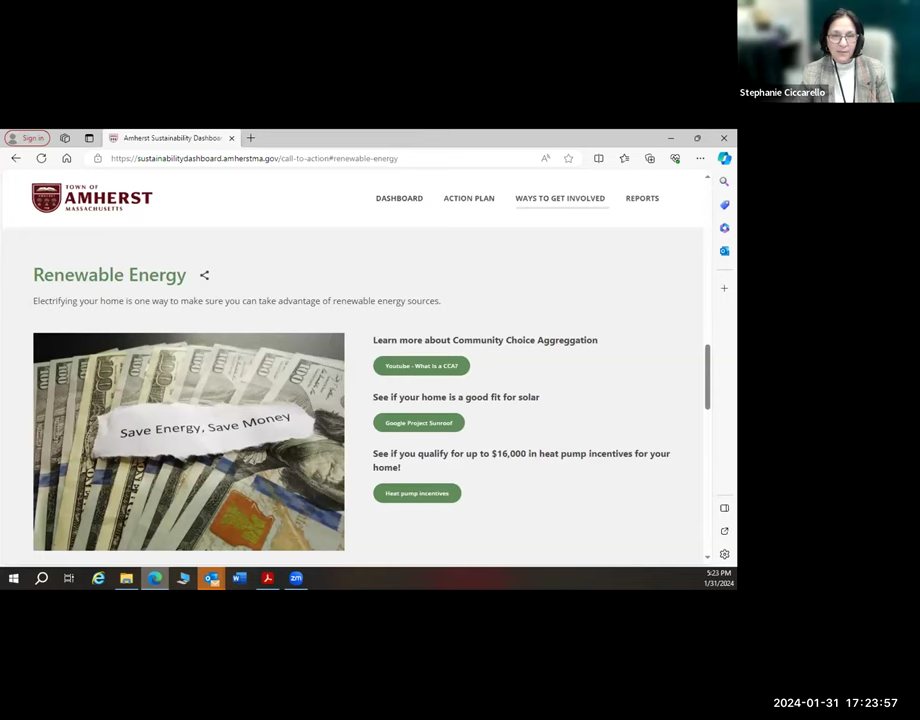 Stephanie Ciccarello
Sign in
Amherst Sustainability Dashboa
https://sustainabilitydashboard.amherstma.gov/call-to-action#renewable-energy
TOWN OF
AMHERST
MASSACHUSETTS
DASHBOARD
ACTION PLAN
WAYS TO GET INVOLVED
REPORTS
Renewable Energy
Electrifying your home is one way to make sure you can take advantage of renewable energy sources.
Save Energy, Save Money
Learn more about Community Choice Aggreggation
Youtube - What is a CCA?
See if your home is a good fit for solar
Google Project Sunroof
See if you qualify for up to $16,000 in heat pump incentives for your
home!
Heat pump incentives
5:23 PM
1/31/2024
2024-01-31 17:23:57